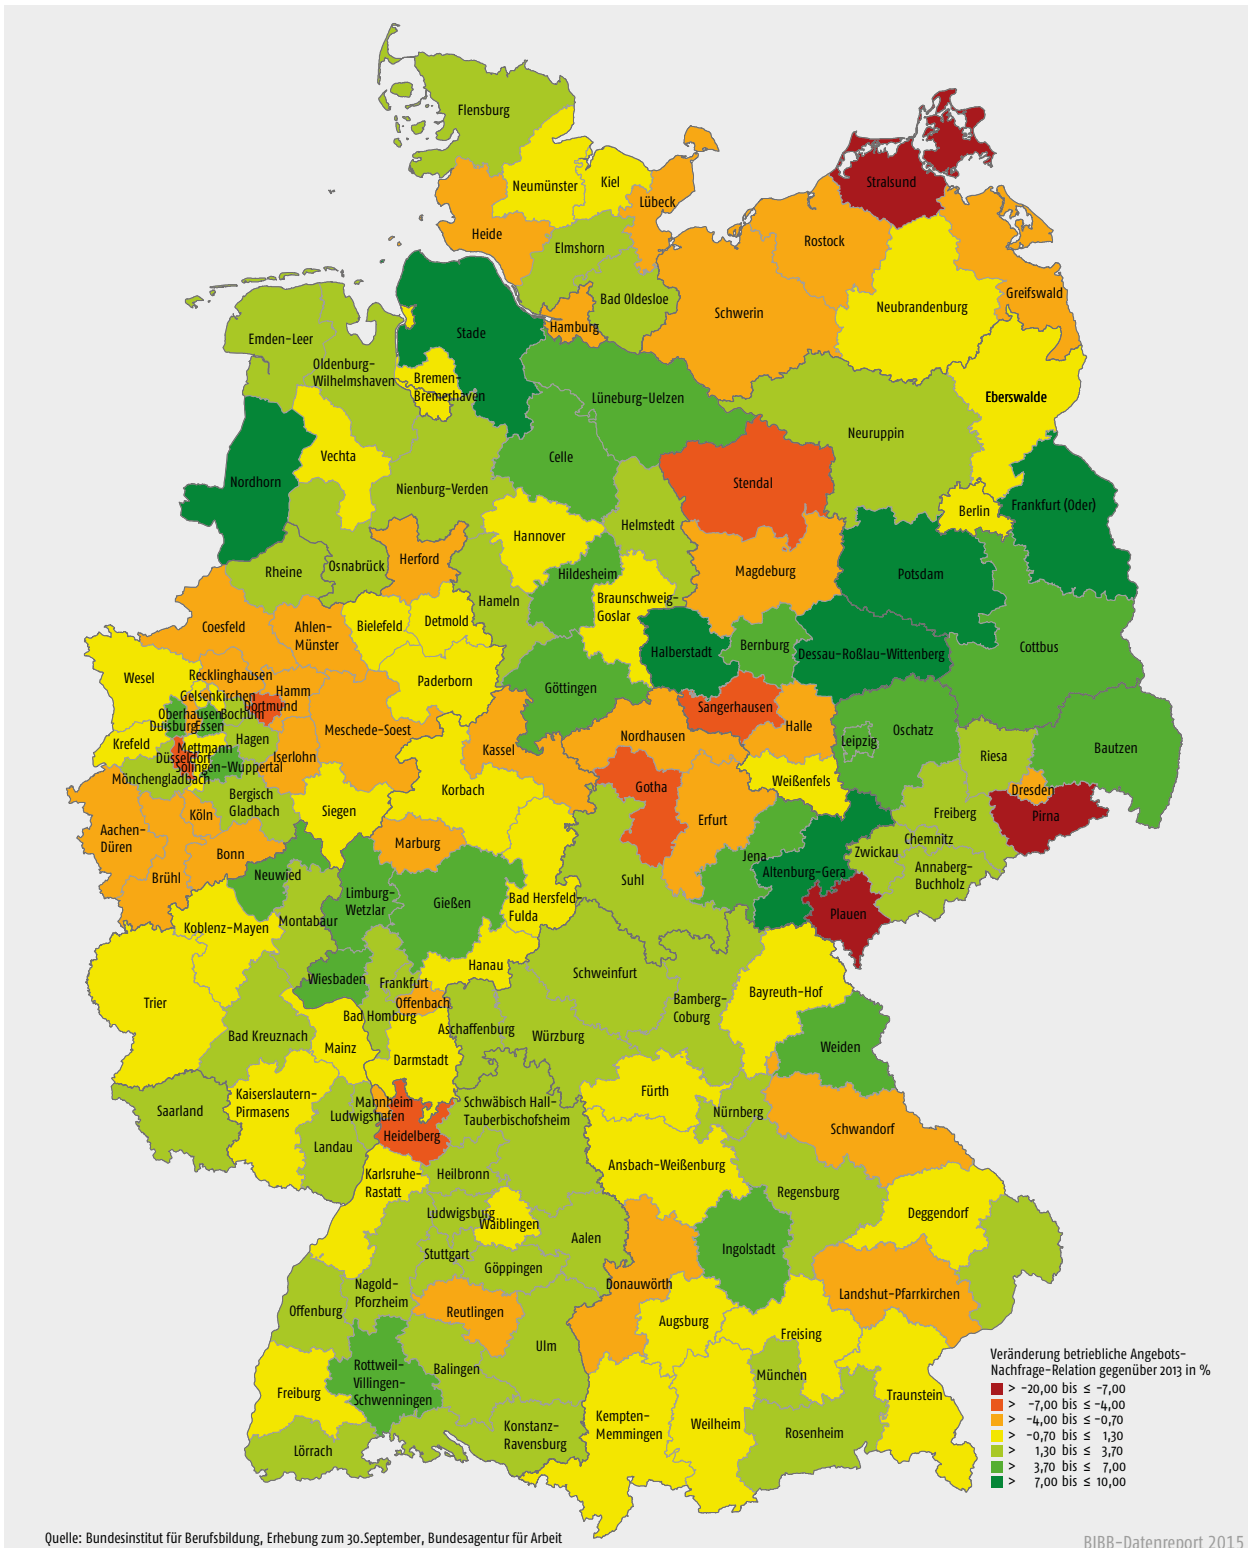 Flensburg
Neumünster
Kiel
Lübeck
Heide
Elmshorn
Bad Oldesloe
Hamburg
Stralsund
Rostock
Schwerin
Greifswald
Neubrandenburg
Stade
Emden-Leer
Oldenburg-
Wilhelmshaven
Bremen-
Bremerhaven
Lüneburg-Uelzen
Eberswalde
Neuruppin
Celle
Vechta
Nordhorn
Nienburg-Verden
Stendal
Berlin
Frankfurt (Oder)
Helmstedt
Hannover
Herford
Osnabrück
Rheine
Hildesheim
Magdeburg
Potsdam
Hameln
Braunschweig-
Goslar
Coesfeld
Ahlen-
Münster
Bielefeld
Detmold
Halberstadt
Bernburg
Dessau-Roßlau-Wittenberg
Cottbus
Wesel
Recklinghausen
Paderborn
Göttingen
Gelsenkirchen
Hamm
Dortmund
Oberhausen
Bochum
Duisburg
Essen
Sangerhausen
Halle
Oschatz
Leipzig
Meschede-Soest
Krefeld
Mettmann
Hagen
Kassel
Nordhausen
Bautzen
Riesa
Düsseldorf
Iserlohn
Solingen-Wuppertal
Mönchengladbach
Weißenfels
Gotha
Dresden
Bergisch
Gladbach
Siegen
Korbach
Köln
Erfurt
Freiberg
Pirna
Aachen-
Düren
Bonn
Marburg
Chemnitz
Zwickau
Jena
Altenburg-Gera
Annaberg-
Buchholz
Brühl
Neuwied
Suhl
Limburg-
Wetzlar
Gießen
Bad Hersfeld-
Fulda
Plauen
Montabaur
Koblenz-Mayen
Hanau
Wiesbaden
Frankfurt
Schweinfurt
Bayreuth-Hof
Trier
Offenbach
Bad Homburg
Bamberg-
Coburg
Aschaffenburg
Würzburg
Bad Kreuznach
Mainz
Darmstadt
Weiden
Fürth
Kaiserslautern-
Pirmasens
Saarland
Mannheim
Ludwigshafen
Schwäbisch Hall-
Tauberbischofsheim
Nürnberg
Schwandorf
Heidelberg
Landau
Karlsruhe-
Rastatt
Heilbronn
Ansbach-Weißenburg
Regensburg
Ludwigsburg
Waiblingen
Deggendorf
Aalen
Ingolstadt
Stuttgart
Göppingen
Nagold-
Pforzheim
Donauwörth
Landshut-Pfarrkirchen
Offenburg
Reutlingen
Augsburg
Freising
Ulm
Rottweil-
Villingen-
Schwenningen
Balingen
München
Freiburg
Traunstein
Kempten-
Memmingen
Weilheim
Rosenheim
Konstanz-
Ravensburg
Lörrach
Veränderung betriebliche Angebots-
Nachfrage-Relation gegenüber 2013 in %
> -20,00 bis ≤ -7,00
> -7,00 bis ≤ -4,00
> -4,00 bis ≤ -0,70
> -0,70 bis ≤ 1,30
> 1,30 bis ≤ 3,70
> 3,70 bis ≤ 7,00
> 7,00 bis ≤ 10,00
Quelle: Bundesinstitut für Berufsbildung, Erhebung zum 30.September, Bundesagentur für Arbeit
BIBB-Datenreport 2015